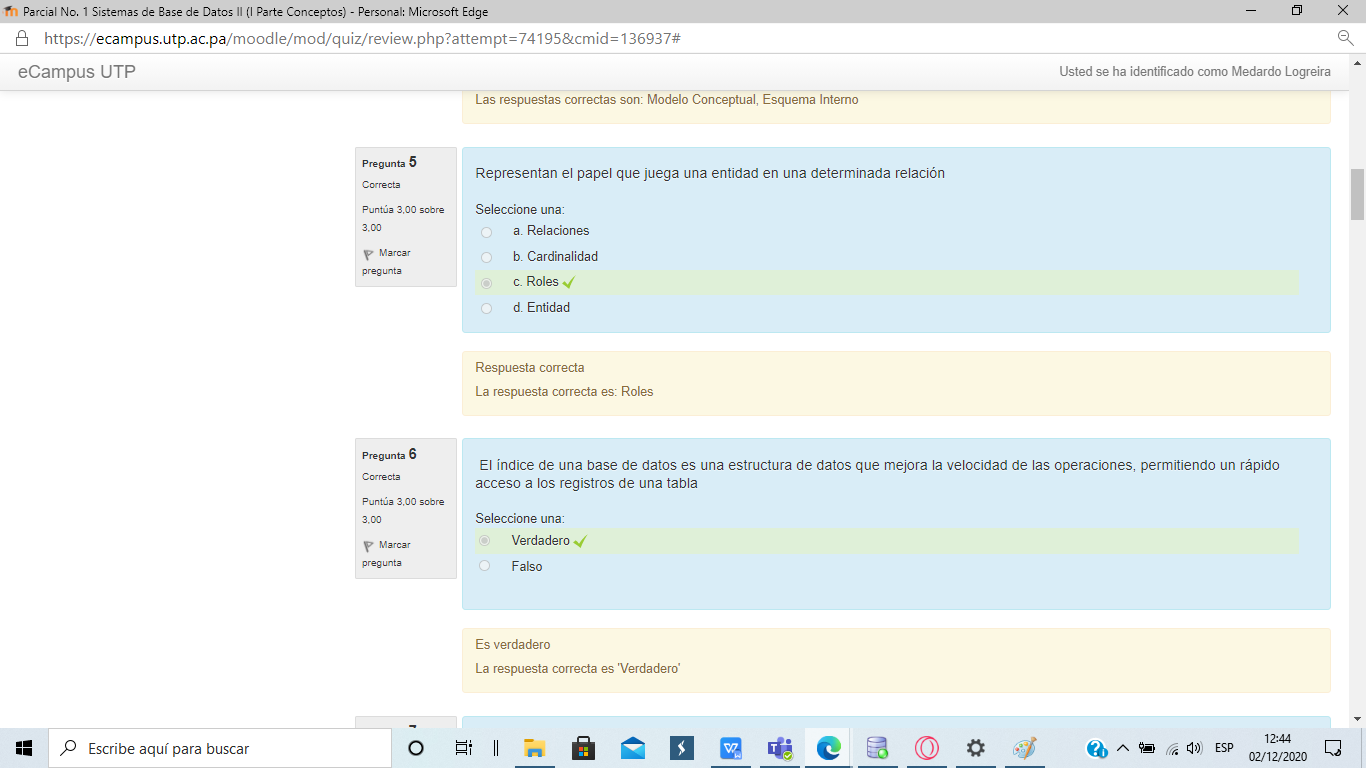 Parcial No. 1 Sistemas de Base de Datos II (I Parte Conceptos) - Personal: Microsoft Edge
https://ecampus.utp.ac.pa/moodle/mod/quiz/review.php?attempt=74195&cmid=136937#
eCampus UTP
Usted se ha identificado como Medardo Logreira
Las respuestas correctas son: Modelo Conceptual, Esquema Interno
Pregunta 5
Correcta
Puntúa 3,00 sobre
3,00
Marcar
pregunta
Representan el papel que juega una entidad en una determinada relación
Seleccione una:
a. Relaciones
b. Cardinalidad
c. Roles
d. Entidad
Respuesta correcta
La respuesta correcta es: Roles
Pregunta 6
Correcta
Puntúa 3,00 sobre
3,00
Marcar
pregunta
El índice de una base de datos es una estructura de datos que mejora la velocidad de las operaciones, permitiendo un rápido
acceso a los registros de una tabla
Seleccione una:
Verdadero
Falso
Es verdadero
La respuesta correcta es 'Verdadero'
Escribe aquí para buscar
ESP
12:44
02/12/2020